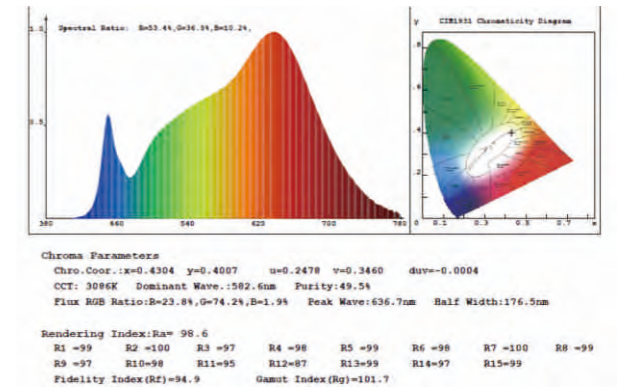 Spectral Ratio: R=53.4%,G=36.3%,B=10.2%,
1.0
0.5
380 460 540 620 700 780
CIE1931 Chromaticity Diagram
y
.8
.6
.4
.2
0 0.1 0.3 0.5 0.7 x
Chroma Parameters
Chro.Coor.:x=0.4304 y=0.4007 u=0.2478 v=0.3460 duv=-0.0004
CCT: 3086K Dominant Wave.:582.6nm Purity:49.5%
Flux RGB Ratio:R=23.8%,G=74.2%,B=1.9% Peak Wave:636.7nm Half Width:176.5nm
Rendering Index:Ra= 98.6
R1 =99 R2 =100 R3 =97 R4 =98 R5 =99 R6 =98 R7 =100 R8 =99
R9 =97 R10=98 R11=95 R12=87 R13=99 R14=97 R15=99
Fidelity Index(Rf)=94.9 Gamut Index(Rg)=101.7